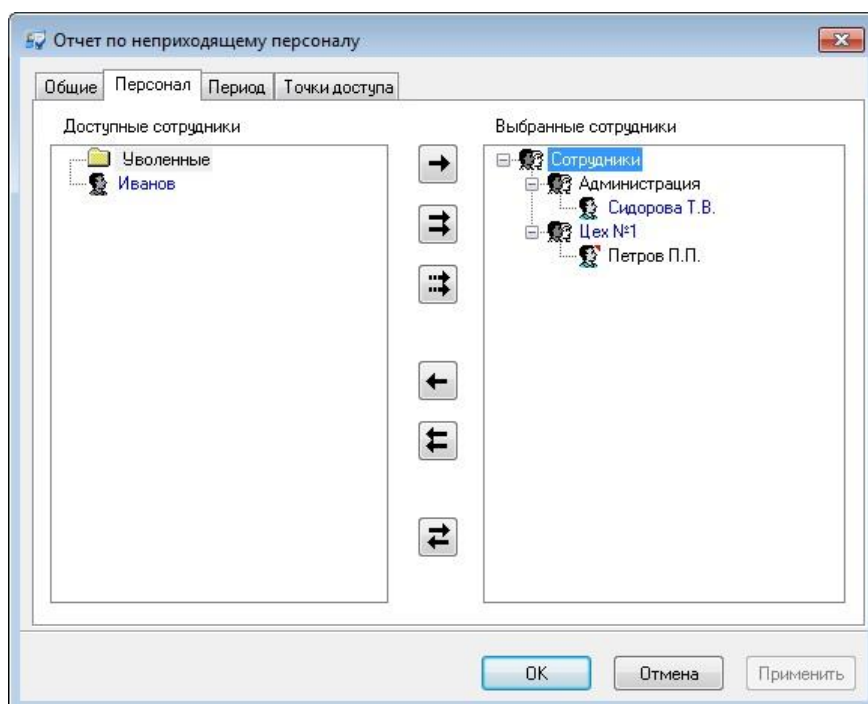 Отчет по неприходящему персоналу
Общие Персонал Период Точки доступа
Доступные сотрудники
Уволенные
Иванов
Выбранные сотрудники
Сотрудники
Администрация
Сидорова Т.В.
Цех №1
Петров П.П.
OK Отмена Применить